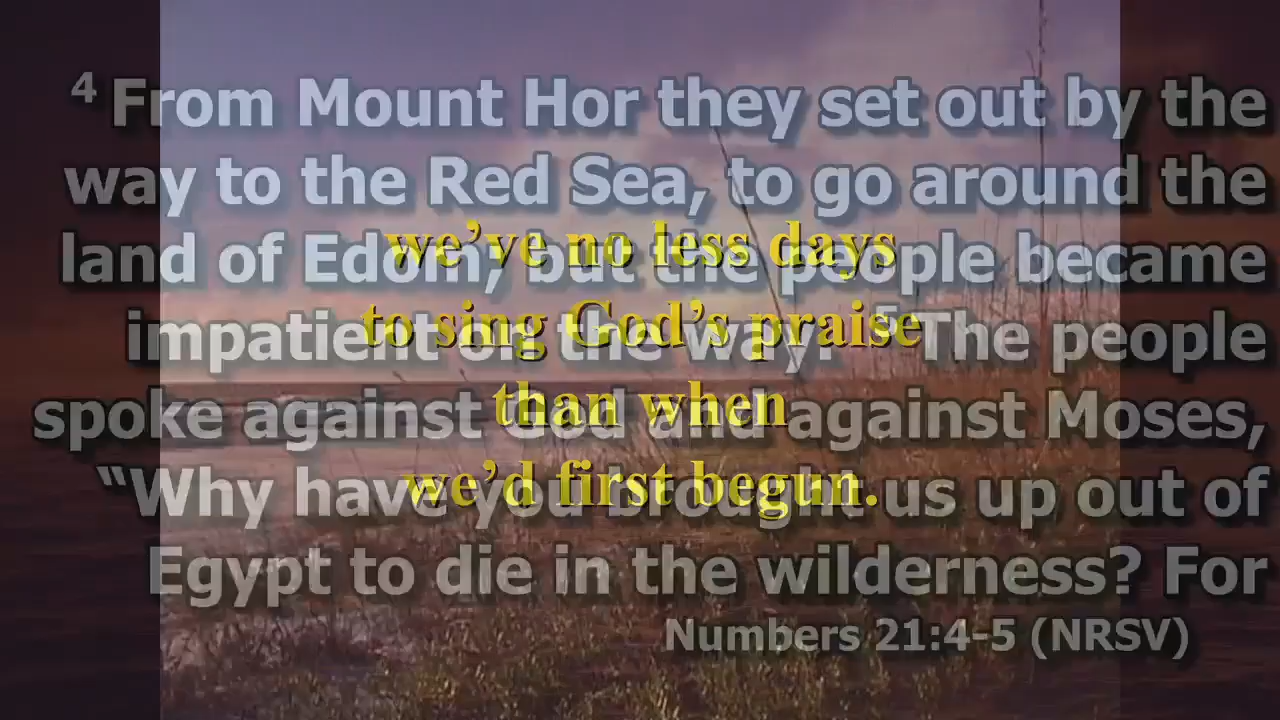 4 From Mount Hor they set out by the
way to the Red Sea, to go around the
land of Edom, but the people became
impatient on the way. 5 The people
spoke against God and against Moses,
“Why have you brought us up out of
Egypt to die in the wilderness? For
Numbers 21:4-5 (NRSV)
we’ve no less days
to sing God’s praise
than when
we’d first begun.